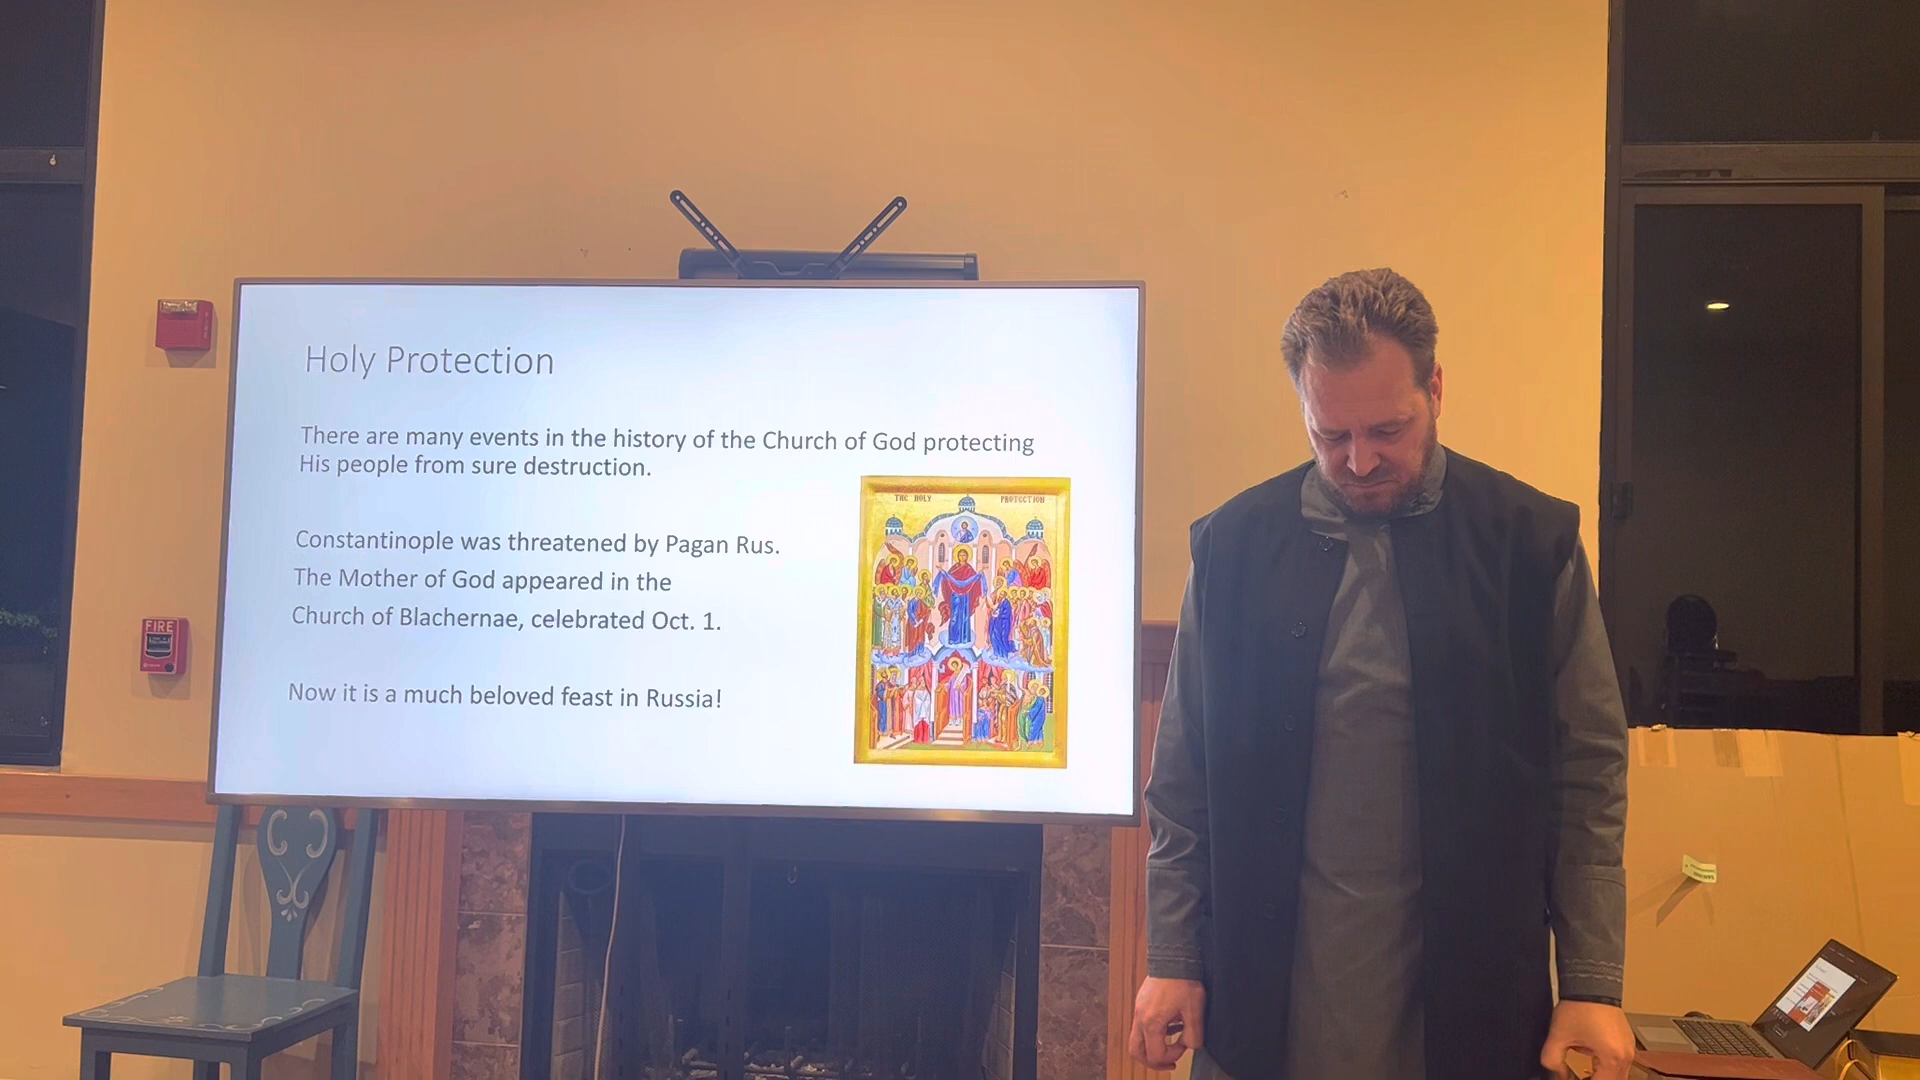 Holy Protection
There are many events in the history of the Church of God protecting
His people from sure destruction.
THE HOLY PROTECTION
Constantinople was threatened by Pagan Rus.
The Mother of God appeared in the
Church of Blachernae, celebrated Oct. 1.
Now it is a much beloved feast in Russia!
FIRE